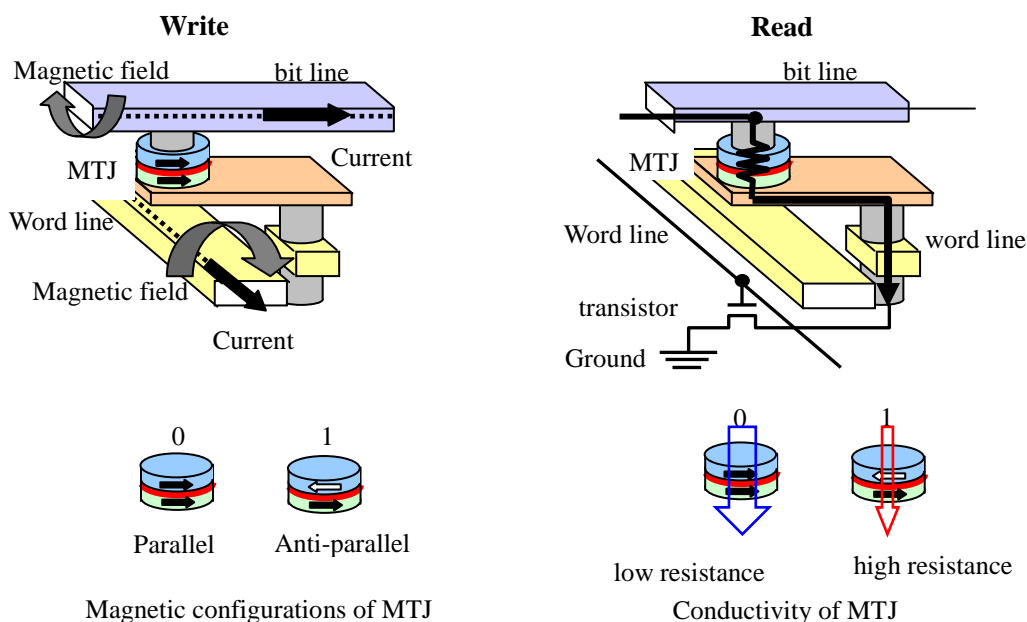 Write
Magnetic field
bit line
MTJ
Current
Word line
Magnetic field
Current
0
1
Parallel
Anti-parallel
Magnetic configurations of MTJ
Read
bit line
MTJ
Word line
word line
transistor
Ground
0
1
low resistance
high resistance
Conductivity of MTJ